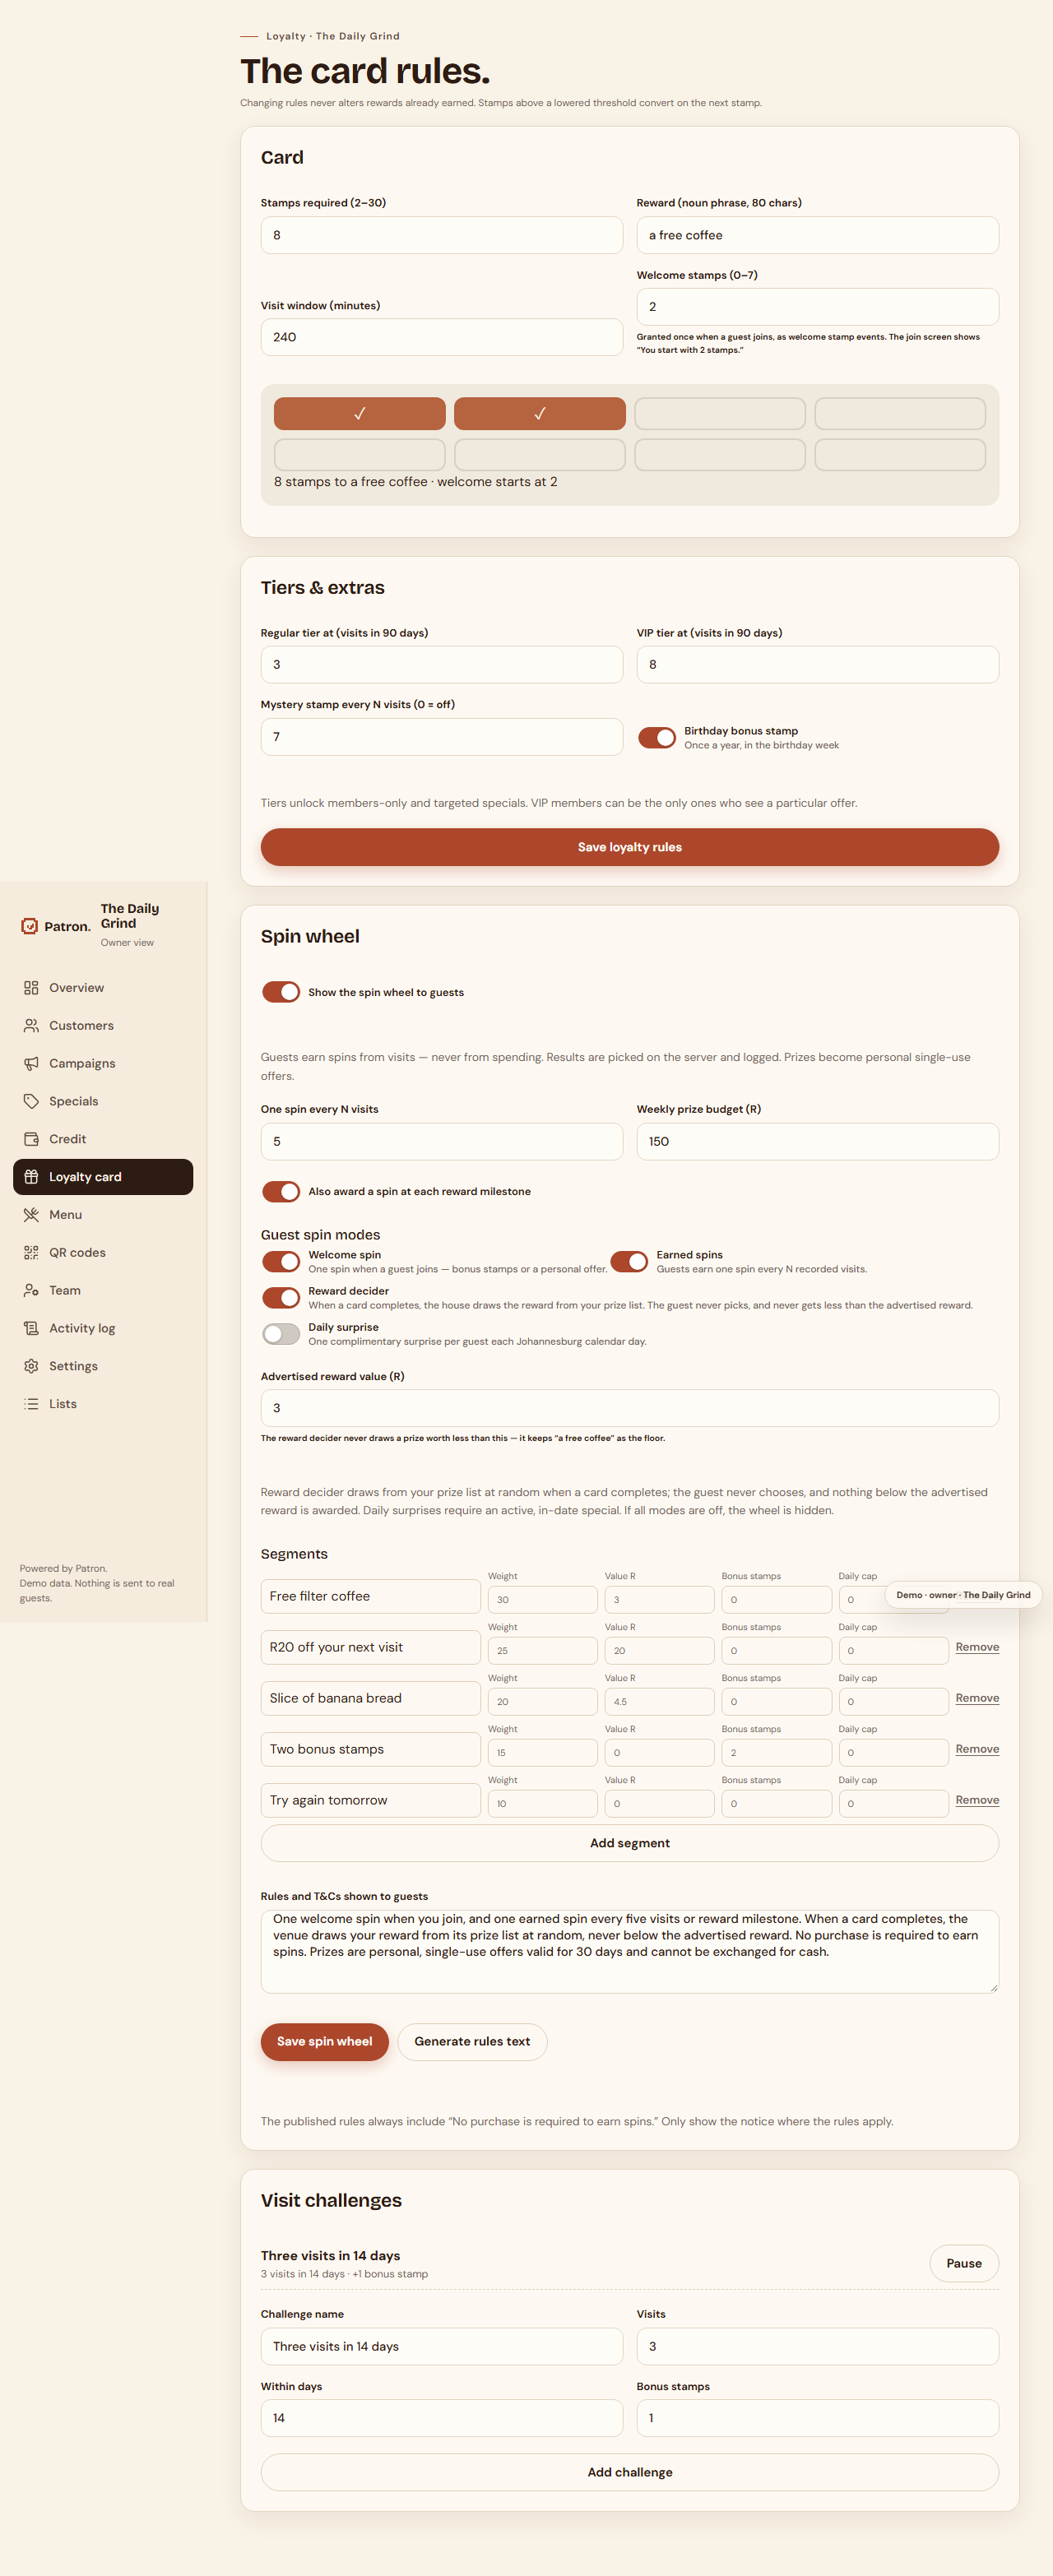 Loyalty · The Daily Grind
The card rules.
Changing rules never alters rewards already earned. Stamps above a lowered threshold convert on the next stamp.
Card
Stamps required (2–30)
Reward (noun phrase, 80 chars)
8
a free coffee
Welcome stamps (0–7)
Visit window (minutes)
2
240
Granted once when a guest joins, as welcome stamp events. The join screen shows
“You start with 2 stamps.”
8 stamps to a free coffee · welcome starts at 2
Tiers & extras
Regular tier at (visits in 90 days)
VIP tier at (visits in 90 days)
3
8
Mystery stamp every N visits (0 = off)
7
Birthday bonus stamp
Once a year, in the birthday week
Tiers unlock members-only and targeted specials. VIP members can be the only ones who see a particular offer.
Save loyalty rules
Patron.
The Daily
Grind
Owner view
Overview
Customers
Campaigns
Specials
Credit
Loyalty card
Menu
QR codes
Team
Activity log
Settings
Lists
Powered by Patron.
Demo data. Nothing is sent to real
guests.
Spin wheel
Show the spin wheel to guests
Guests earn spins from visits — never from spending. Results are picked on the server and logged. Prizes become personal single-use
offers.
One spin every N visits
Weekly prize budget (R)
5
150
Also award a spin at each reward milestone
Guest spin modes
Welcome spin
One spin when a guest joins — bonus stamps or a personal offer.
Earned spins
Guests earn one spin every N recorded visits.
Reward decider
When a card completes, the house draws the reward from your prize list. The guest never picks, and never gets less than the advertised reward.
Daily surprise
One complimentary surprise per guest each Johannesburg calendar day.
Advertised reward value (R)
3
The reward decider never draws a prize worth less than this — it keeps “a free coffee” as the floor.
Reward decider draws from your prize list at random when a card completes; the guest never chooses, and nothing below the advertised
reward is awarded. Daily surprises require an active, in-date special. If all modes are off, the wheel is hidden.
Segments
Weight Value R Bonus stamps Daily cap
Free filter coffee 30 3 0 0
Demo · owner · The Daily Grind
Weight Value R Bonus stamps Daily cap
R20 off your next visit 25 20 0 0 Remove
Weight Value R Bonus stamps Daily cap
Slice of banana bread 20 4.5 0 0 Remove
Weight Value R Bonus stamps Daily cap
Two bonus stamps 15 0 2 0 Remove
Weight Value R Bonus stamps Daily cap
Try again tomorrow 10 0 0 0 Remove
Add segment
Rules and T&Cs shown to guests
One welcome spin when you join, and one earned spin every five visits or reward milestone. When a card completes, the
venue draws your reward from its prize list at random, never below the advertised reward. No purchase is required to earn
spins. Prizes are personal, single-use offers valid for 30 days and cannot be exchanged for cash.
Save spin wheel
Generate rules text
The published rules always include “No purchase is required to earn spins.” Only show the notice where the rules apply.
Visit challenges
Three visits in 14 days
3 visits in 14 days · +1 bonus stamp
Pause
Challenge name
Visits
Three visits in 14 days
3
Within days
Bonus stamps
14
1
Add challenge